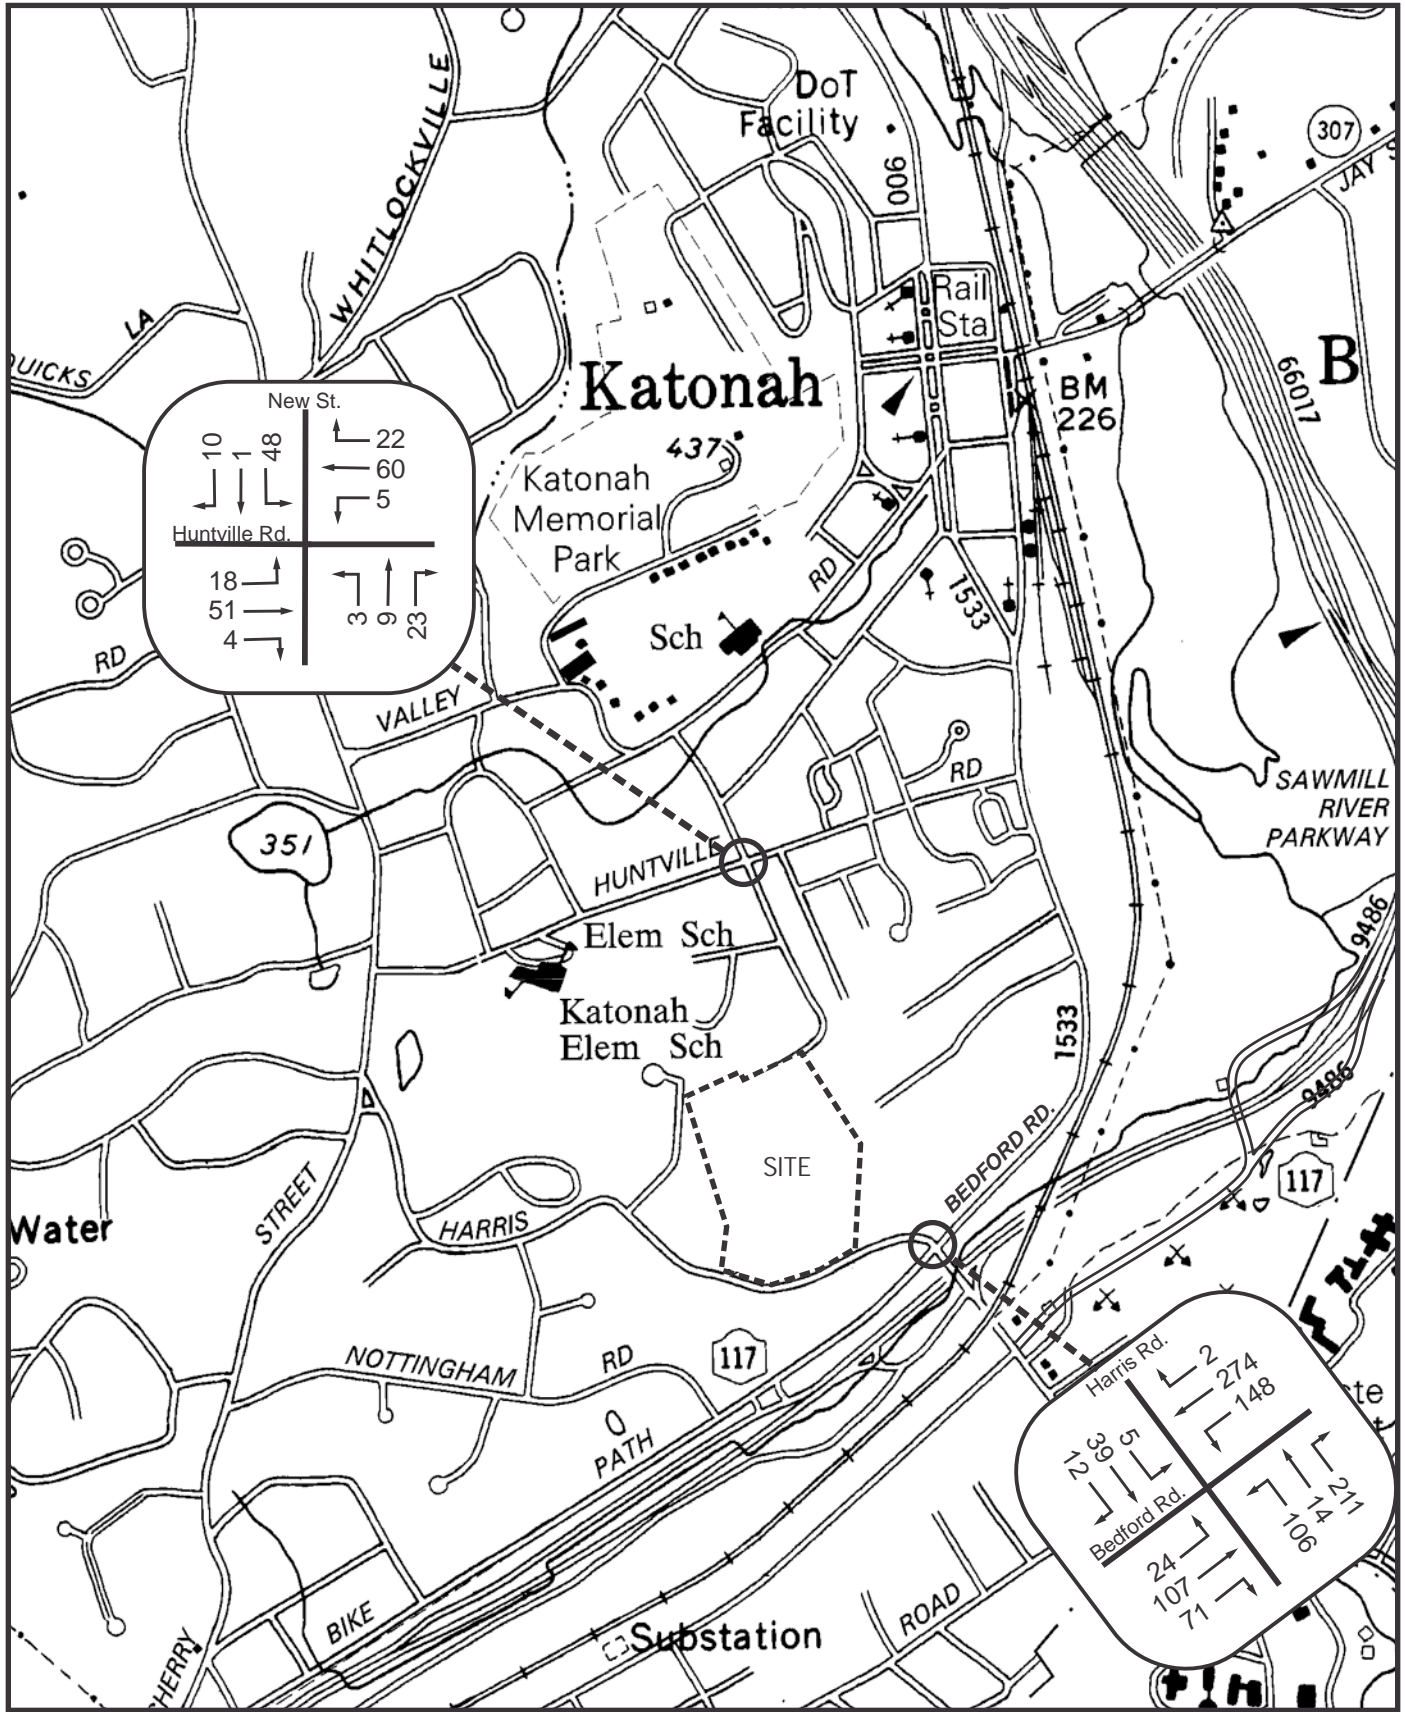 WHITLOCKVILLE
DoT
Facility
900
307
JAY S
LA
QUICKS
Rail
Sta
Katonah
B
66017
BM
226
New St.
10
1
48
22
60
5
Huntville Rd.
18
51
4
3
9
23
437
Katonah
Memorial
Park
RD
1533
Sch
RD
VALLEY
RD
SAWMILL
RIVER
PARKWAY
351
HUNTVILLE
9486
Elem Sch
Katonah
Elem Sch
1533
9486
BEDFORD RD.
SITE
117
STREET
Water
HARRIS
NOTTINGHAM
RD
117
Harris Rd.
2
274
148
5
39
12
Bedford Rd.
24
107
71
211
14
106
ste
t
PATH
BIKE
ROAD
Substation
SHERRY